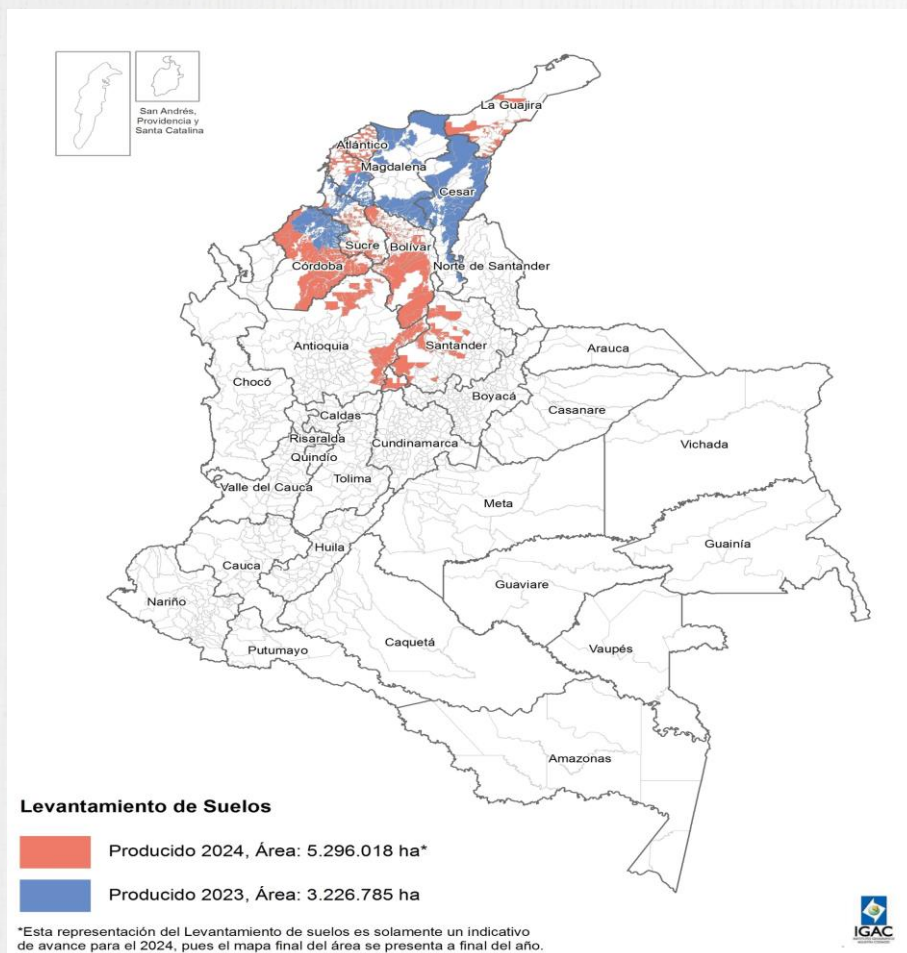 San Andrés,
Providencia y
Santa Catalina
La Guajira
Atlántico
Magdalena
Cesar
Sucre
Bolívar
Córdoba
Norte de Santander
Antioquia
Santander
Arauca
Chocó
Boyacá
Casanare
Caldas
Vichada
Risaralda
Cundinamarca
Quindío
Tolima
Valle del Cauca
Meta
Guainía
Huila
Cauca
Guaviare
Nariño
Caquetá
Vaupés
Putumayo
Amazonas
Levantamiento de Suelos
Producido 2024, Área: 5.296.018 ha*
Producido 2023, Área: 3.226.785 ha
*Esta representación del Levantamiento de suelos es solamente un indicativo
de avance para el 2024, pues el mapa final del área se presenta a final del año.
IGAC